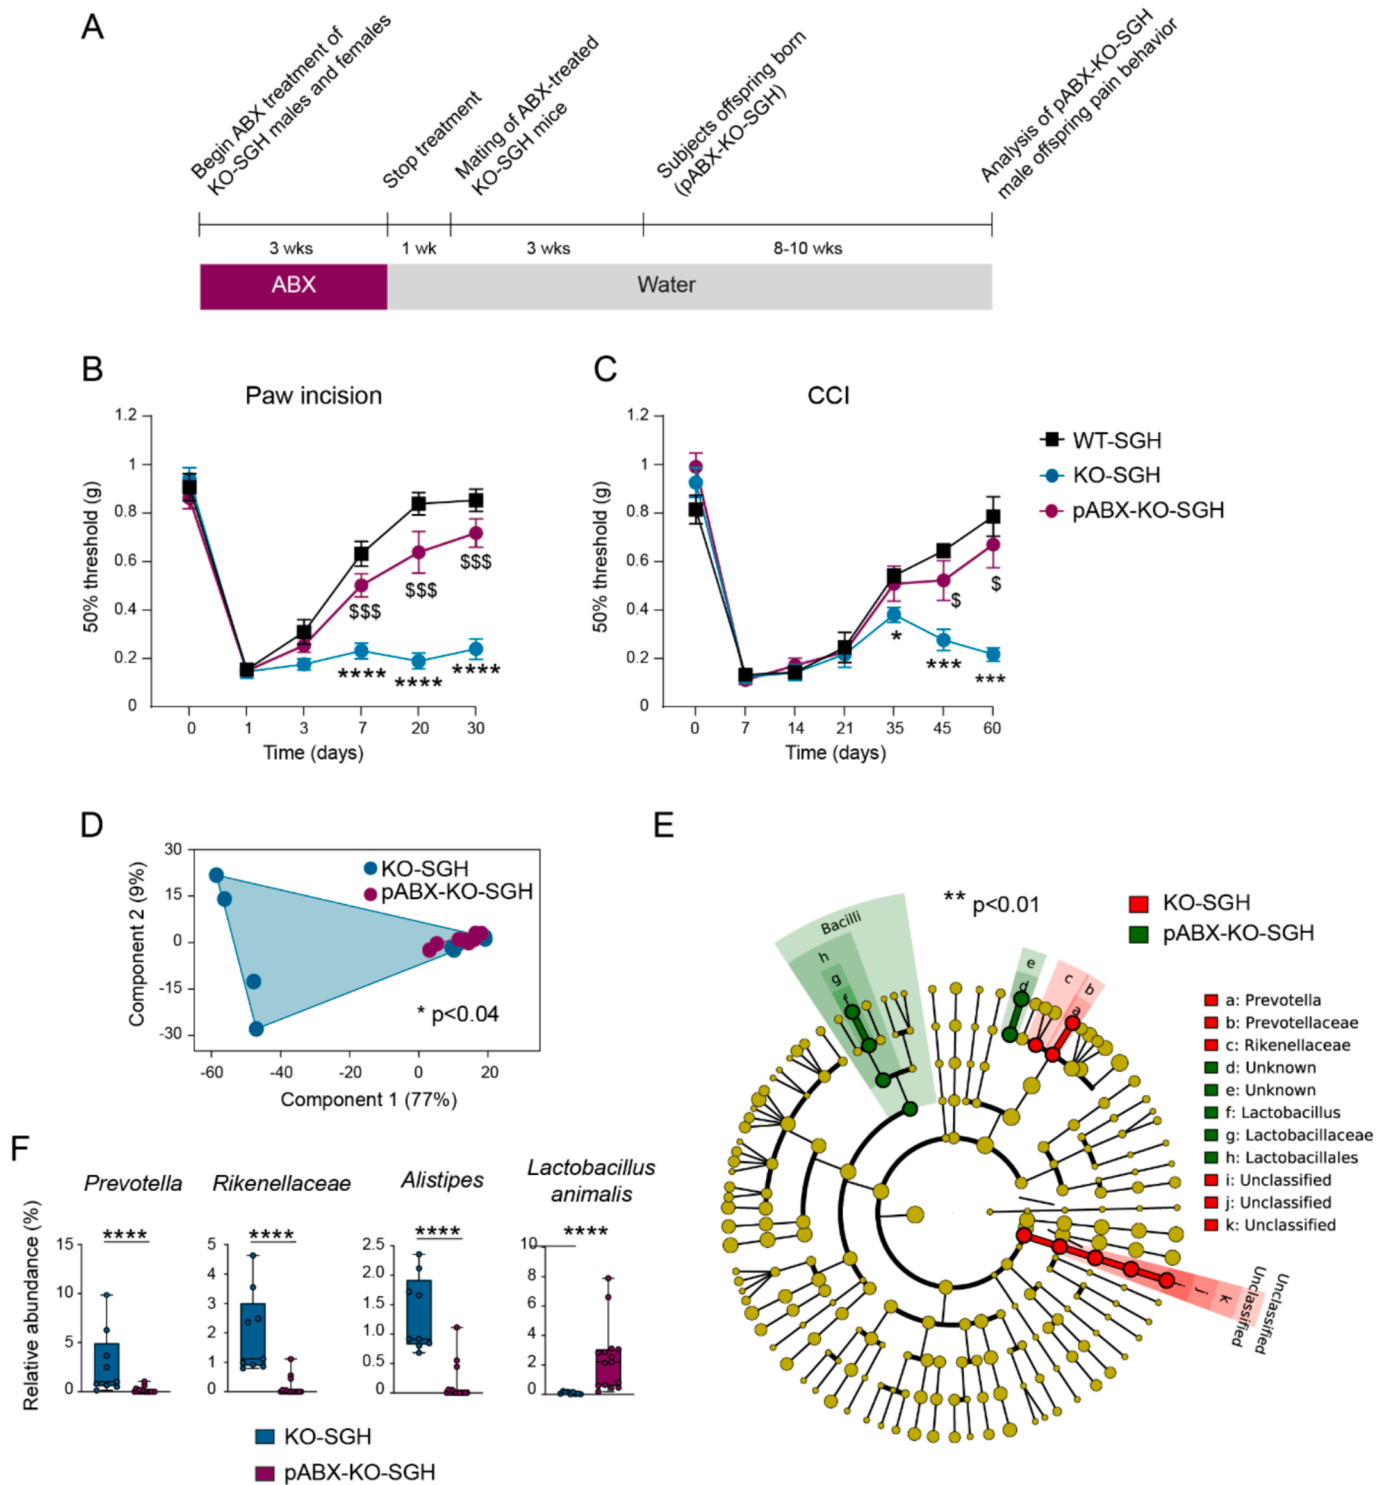 A
Begin ABX treatment of
KO-SGH males and females
Stop treatment
Mating of ABX-treated
KO-SGH mice
Subjects offspring born
(pABX-KO-SGH)
Analysis of pABX-KO-SGH
male offspring pain behavior
3 wks
1 wk
3 wks
8-10 wks
ABX
Water
B
Paw incision
50% threshold (g)
1.2
1
0.8
0.6
0.4
0.2
0
$$$
$$$
$$$
****
****
****
0
1
3
7
20
30
Time (days)
C
CCI
50% threshold (g)
1.2
1
0.8
0.6
0.4
0.2
0
$
$
*
***
***
0
7
14
21
35
45
60
Time (days)
WT-SGH
KO-SGH
pABX-KO-SGH
D
Component 2 (9%)
30
15
0
-15
-30
KO-SGH
pABX-KO-SGH
* p<0.04
-60
-40
-20
0
20
Component 1 (77%)
E
** p<0.01
KO-SGH
pABX-KO-SGH
Bacilli
h
g
f
e
d
c
b
a
i
j
k
Unclassified
Unclassified
a: Prevotella
b: Prevotellaceae
c: Rikenellaceae
d: Unknown
e: Unknown
f: Lactobacillus
g: Lactobacillaceae
h: Lactobacillales
i: Unclassified
j: Unclassified
k: Unclassified
F
Relative abundance (%)
Prevotella
****
15
10
5
0
Rikenellaceae
****
5
4
3
2
1
0
Alistipes
****
2.5
2.0
1.5
1.0
0.5
0
Lactobacillus
animalis
****
10
8
6
4
2
0
KO-SGH
pABX-KO-SGH